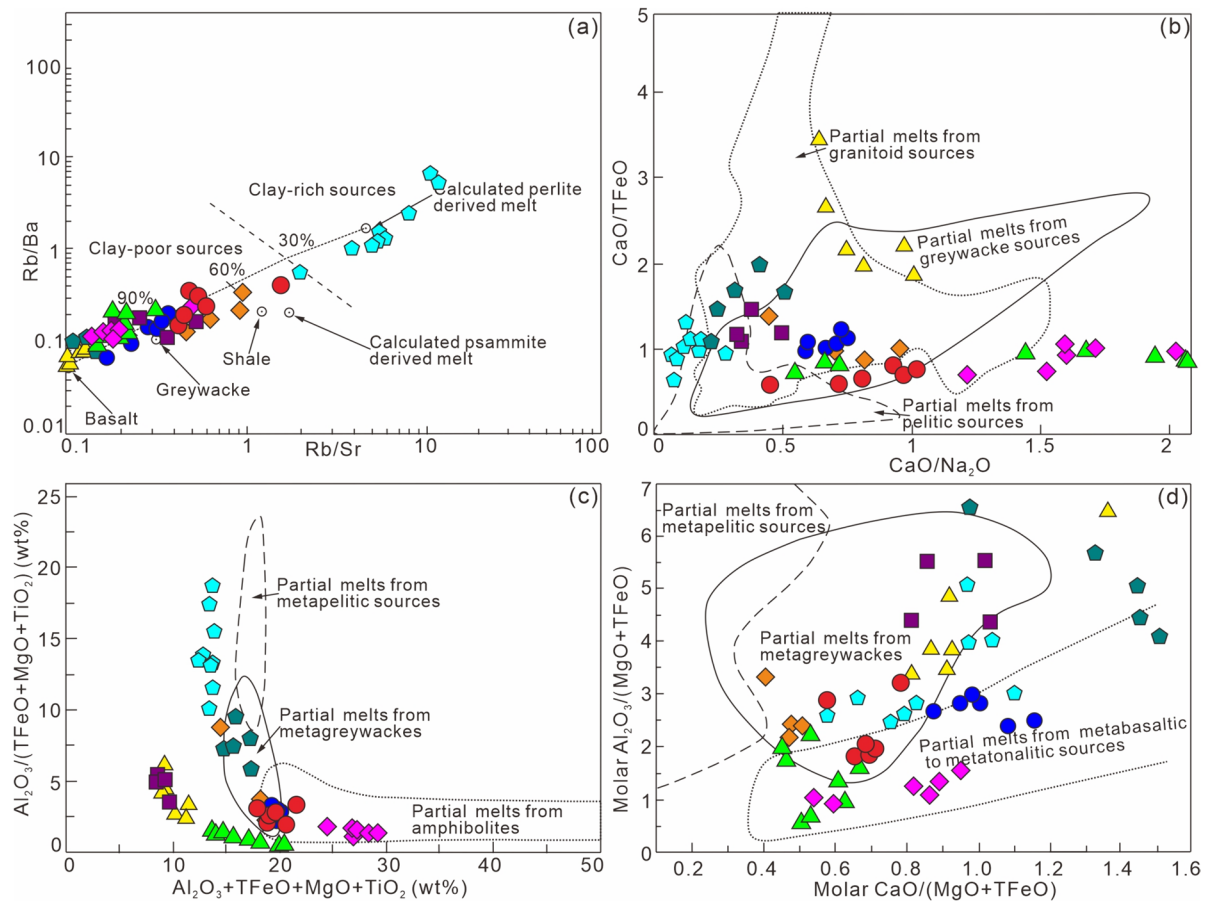 (a)
100
10
1
0.1
0.01
Rb/Ba
Clay-rich sources
Calculated perlite
derived melt
Clay-poor sources
30%
60%
90%
Shale
Calculated psammite
derived melt
Greywacke
Basalt
0.1
1
10
100
Rb/Sr
(b)
5
4
3
2
1
0
CaO/TFeO
Partial melts from
granitoid sources
Partial melts from
greywacke sources
Partial melts from
pelitic sources
0
0.5
1
1.5
2
CaO/Na₂O
(c)
25
20
15
10
5
0
Al₂O₃/(TFeO+MgO+TiO₂) (wt%)
Partial melts from
metapelitic sources
Partial melts from
metagreywackes
Partial melts from
amphibolites
0
10
20
30
40
50
Al₂O₃+TFeO+MgO+TiO₂ (wt%)
(d)
7
6
5
4
3
2
1
0
Molar Al₂O₃/(MgO+TFeO)
Partial melts from
metapelitic sources
Partial melts from
metagreywackes
Partial melts from metabasaltic
to metatonalitic sources
0.2
0.4
0.6
0.8
1.0
1.2
1.4
1.6
Molar CaO/(MgO+TFeO)